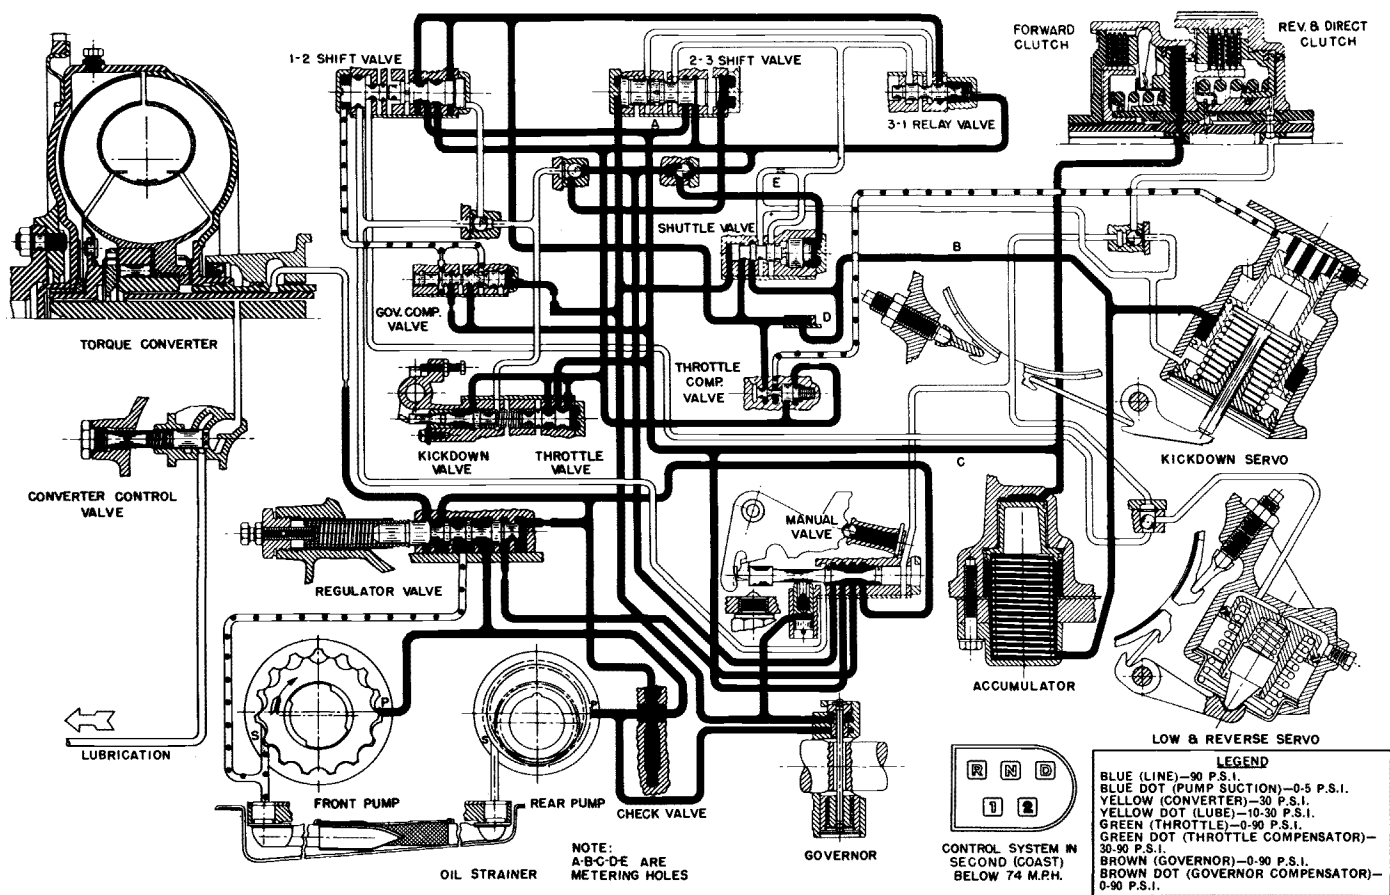 FORWARD
CLUTCH
REV. & DIRECT
CLUTCH
1-2 SHIFT VALVE
2-3 SHIFT VALVE
3-1 RELAY VALVE
A
E
SHUTTLE VALVE
B
GOV. COMP.
VALVE
D
TORQUE CONVERTER
THROTTLE
COMP.
VALVE
KICKDOWN
VALVE
THROTTLE
VALVE
KICKDOWN SERVO
C
CONVERTER CONTROL
VALVE
MANUAL
VALVE
REGULATOR VALVE
ACCUMULATOR
P
S
S
P
LUBRICATION
LOW & REVERSE SERVO
FRONT PUMP
REAR PUMP
CHECK VALVE
R N D
1 2
GOVERNOR
OIL STRAINER
NOTE:
A-B-C-D-E ARE
METERING HOLES
CONTROL SYSTEM IN
SECOND (COAST)
BELOW 74 M.P.H.
LEGEND
BLUE (LINE)—90 P.S.I.
BLUE DOT (PUMP SUCTION)—0-5 P.S.I.
YELLOW (CONVERTER)—30 P.S.I.
YELLOW DOT (LUBE)—10-30 P.S.I.
GREEN (THROTTLE)—0-90 P.S.I.
GREEN DOT (THROTTLE COMPENSATOR)—
30-90 P.S.I.
BROWN (GOVERNOR)—0-90 P.S.I.
BROWN DOT (GOVERNOR COMPENSATOR)—
0-90 P.S.I.